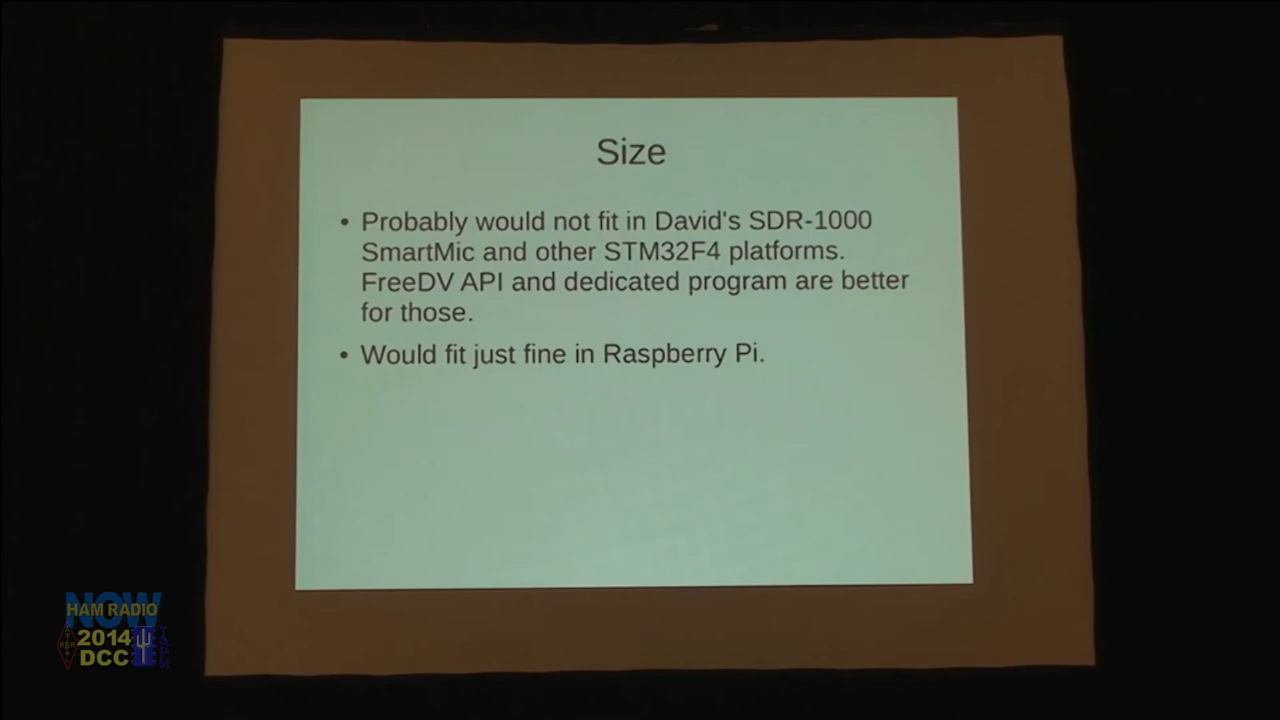 Size
• Probably would not fit in David's SDR-1000
SmartMic and other STM32F4 platforms.
FreeDV API and dedicated program are better
for those.
• Would fit just fine in Raspberry Pi.
NOW
HAM RADIO
2014
DCC
TAPR